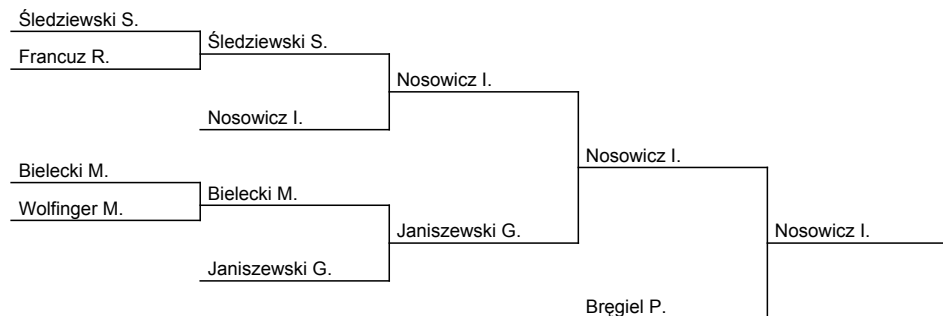 Śledziewski S.
Francuz R.
Śledziewski S.
Nosowicz I.
Nosowicz I.
Bielecki M.
Wolfinger M.
Bielecki M.
Janiszewski G.
Janiszewski G.
Nosowicz I.
Bręgiel P.
Nosowicz I.